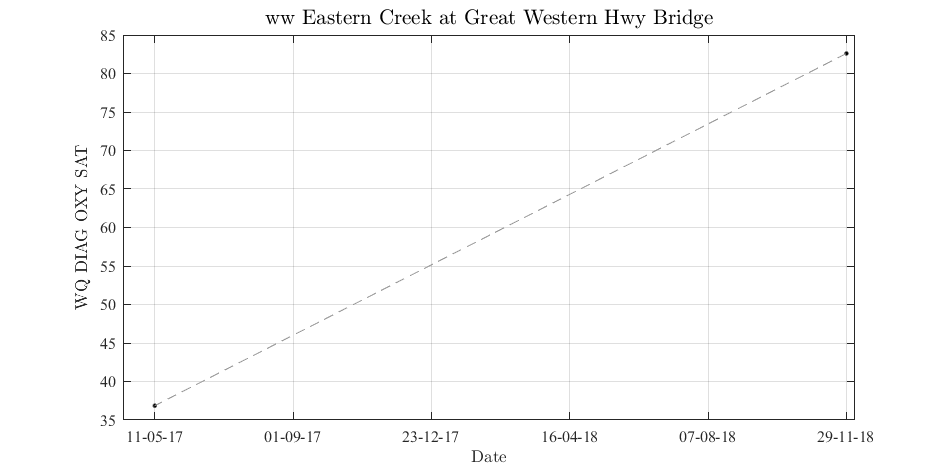 ww Eastern Creek at Great Western Hwy Bridge
85
80
75
70
65
60
55
50
45
40
35
WQ DIAG OXY SAT
11-05-17 01-09-17 23-12-17 16-04-18 07-08-18 29-11-18
Date